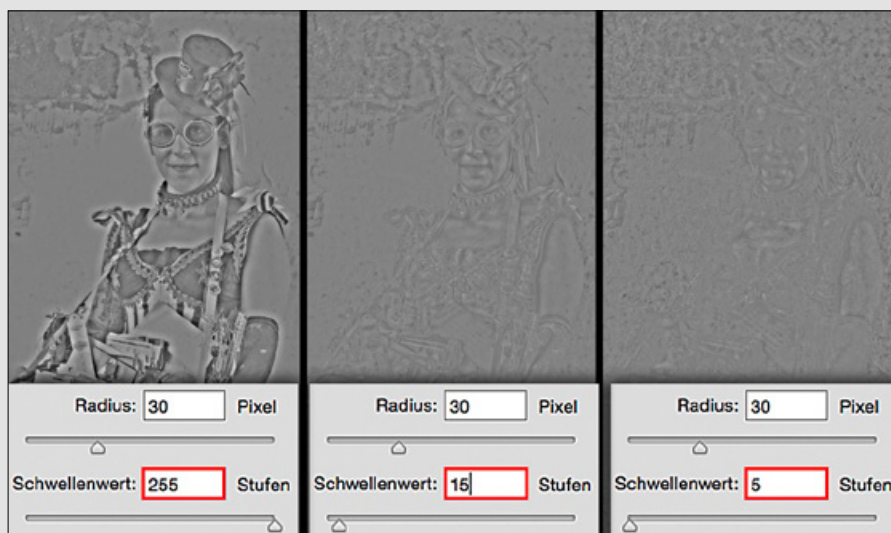 Radius: 30 Pixel
Schwellenwert: 255 Stufen
Radius: 30 Pixel
Schwellenwert: 15 Stufen
Radius: 30 Pixel
Schwellenwert: 5 Stufen